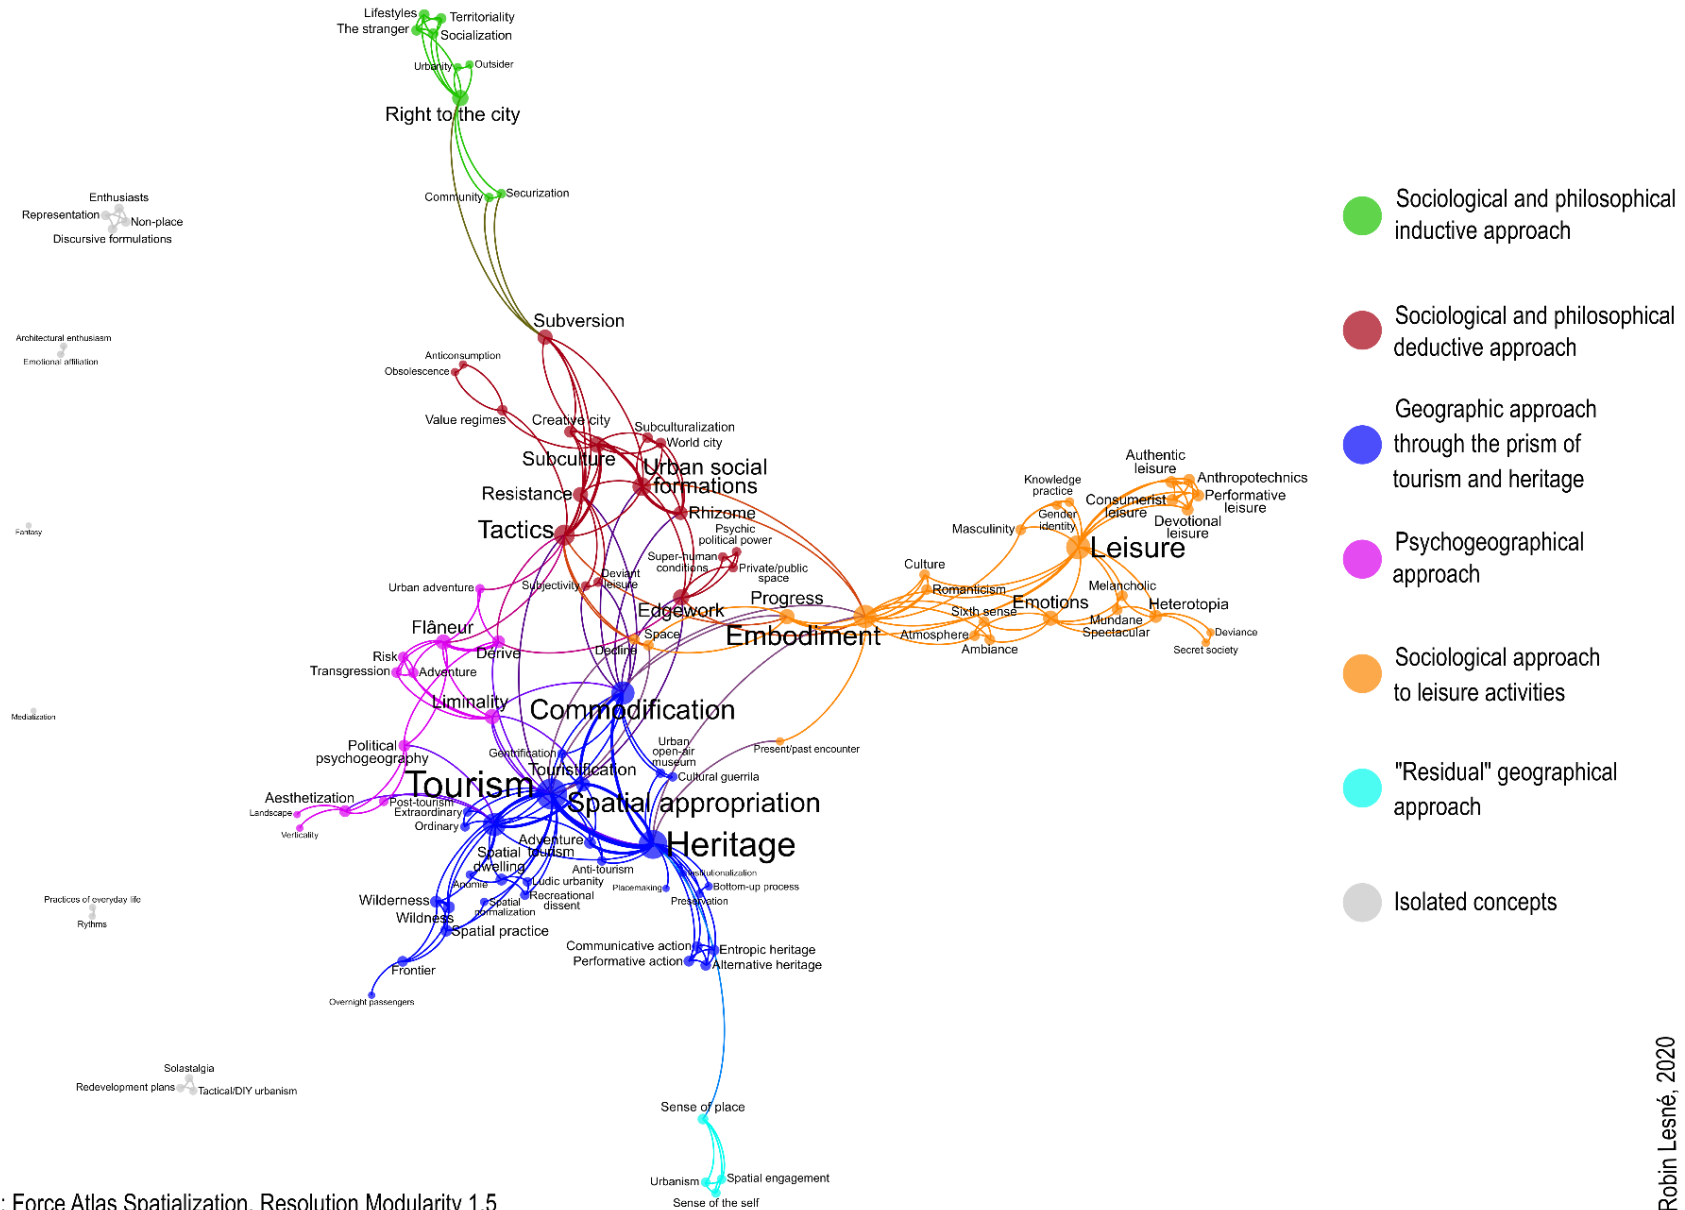 Lifestyles
Territoriality
The stranger
Socialization
Urbanity
Outsider
Right to the city
Community
Securization
Enthusiasts
Representation
Non-place
Discursive formulations
Architectural enthusiasm
Emotional affiliation
Fantasy
Medialization
Practices of everyday life
Rythms
Solastalgia
Redevelopment plans
Tactical/DIY urbanism
Subversion
Anticonsumption
Obsolescence
Value regimes
Creative city
Subculturalization
World city
Subculture
Urban social
formations
Resistance
Rhizome
Tactics
Psychic
political power
Super-human
conditions
Private/public
space
Subjectivity
Deviant
leisure
Edgework
Urban adventure
Flâneur
Dérive
Risk
Transgression
Adventure
Liminality
Political
psychogeography
Aesthetization
Post-tourism
Landscape
Verticality
Progress
Embodiment
Space
Decline
Culture
Romanticism
Sixth sense
Atmosphere
Ambiance
Emotions
Masculinity
Knowledge
practice
Gender
identity
Leisure
Authentic
leisure
Anthropotechnics
Consumerist
leisure
Performative
leisure
Devotional
leisure
Melancholic
Mundane
Spectacular
Heterotopia
Deviance
Secret society
Present/past encounter
Commodification
Gentrification
Urban
open-air
museum
Cultural guerrila
Touristification
Tourism
Spatial appropriation
Extraordinary
Ordinary
Heritage
Adventure
tourism
Spatial
dwelling
Anti-tourism
Anomie
Ludic urbanity
Recreational
dissent
Spatial
normalization
Placemaking
Institutionalization
Bottom-up process
Preservation
Wilderness
Wildness
Spatial practice
Frontier
Overnight passengers
Communicative action
Entropic heritage
Performative action
Alternative heritage
Sense of place
Urbanism
Spatial engagement
Sense of the self
Sociological and philosophical
inductive approach
Sociological and philosophical
deductive approach
Geographic approach
through the prism of
tourism and heritage
Psychogeographical
approach
Sociological approach
to leisure activities
"Residual" geographical
approach
Isolated concepts
Robin Lesné, 2020
: Force Atlas Spatialization, Resolution Modularity 1.5